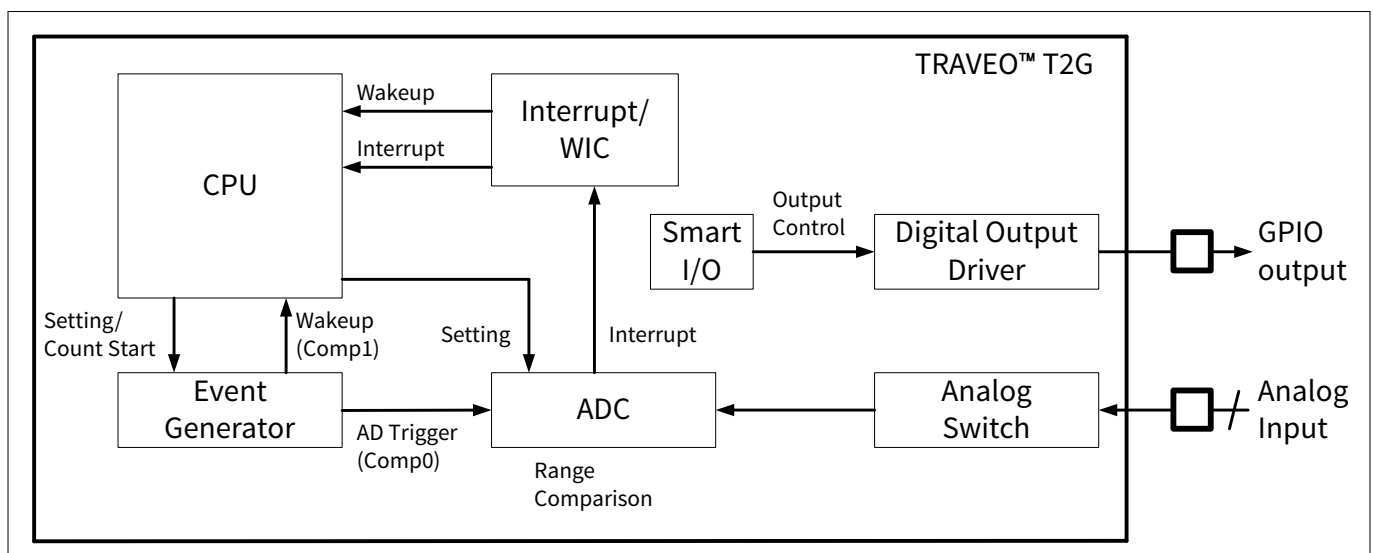 TRAVEO™ T2G
Wakeup
Interrupt/
WIC
Interrupt
CPU
Output
Control
Smart
I/O
Digital Output
Driver
GPIO
output
Setting/
Count Start
Wakeup
(Comp1)
Setting
Interrupt
Event
Generator
AD Trigger
(Comp0)
ADC
Range
Comparison
Analog
Switch
Analog
Input